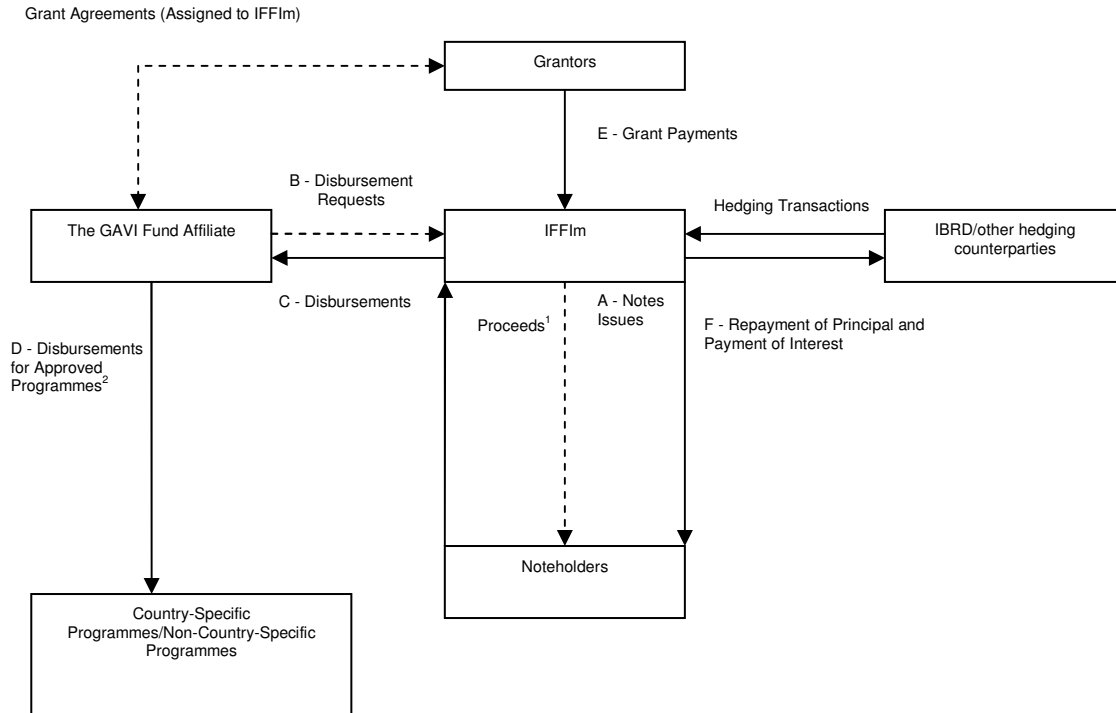 Grant Agreements (Assigned to IFFIm)
Grantors
E - Grant Payments
B - Disbursement
Requests
Hedging Transactions
The GAVI Fund Affiliate
IFFIm
IBRD/other hedging
counterparties
C - Disbursements
Proceeds¹
A - Notes
Issues
F - Repayment of Principal and
Payment of Interest
D - Disbursements
for Approved
Programmes²
Noteholders
Country-Specific
Programmes/Non-Country-Specific
Programmes